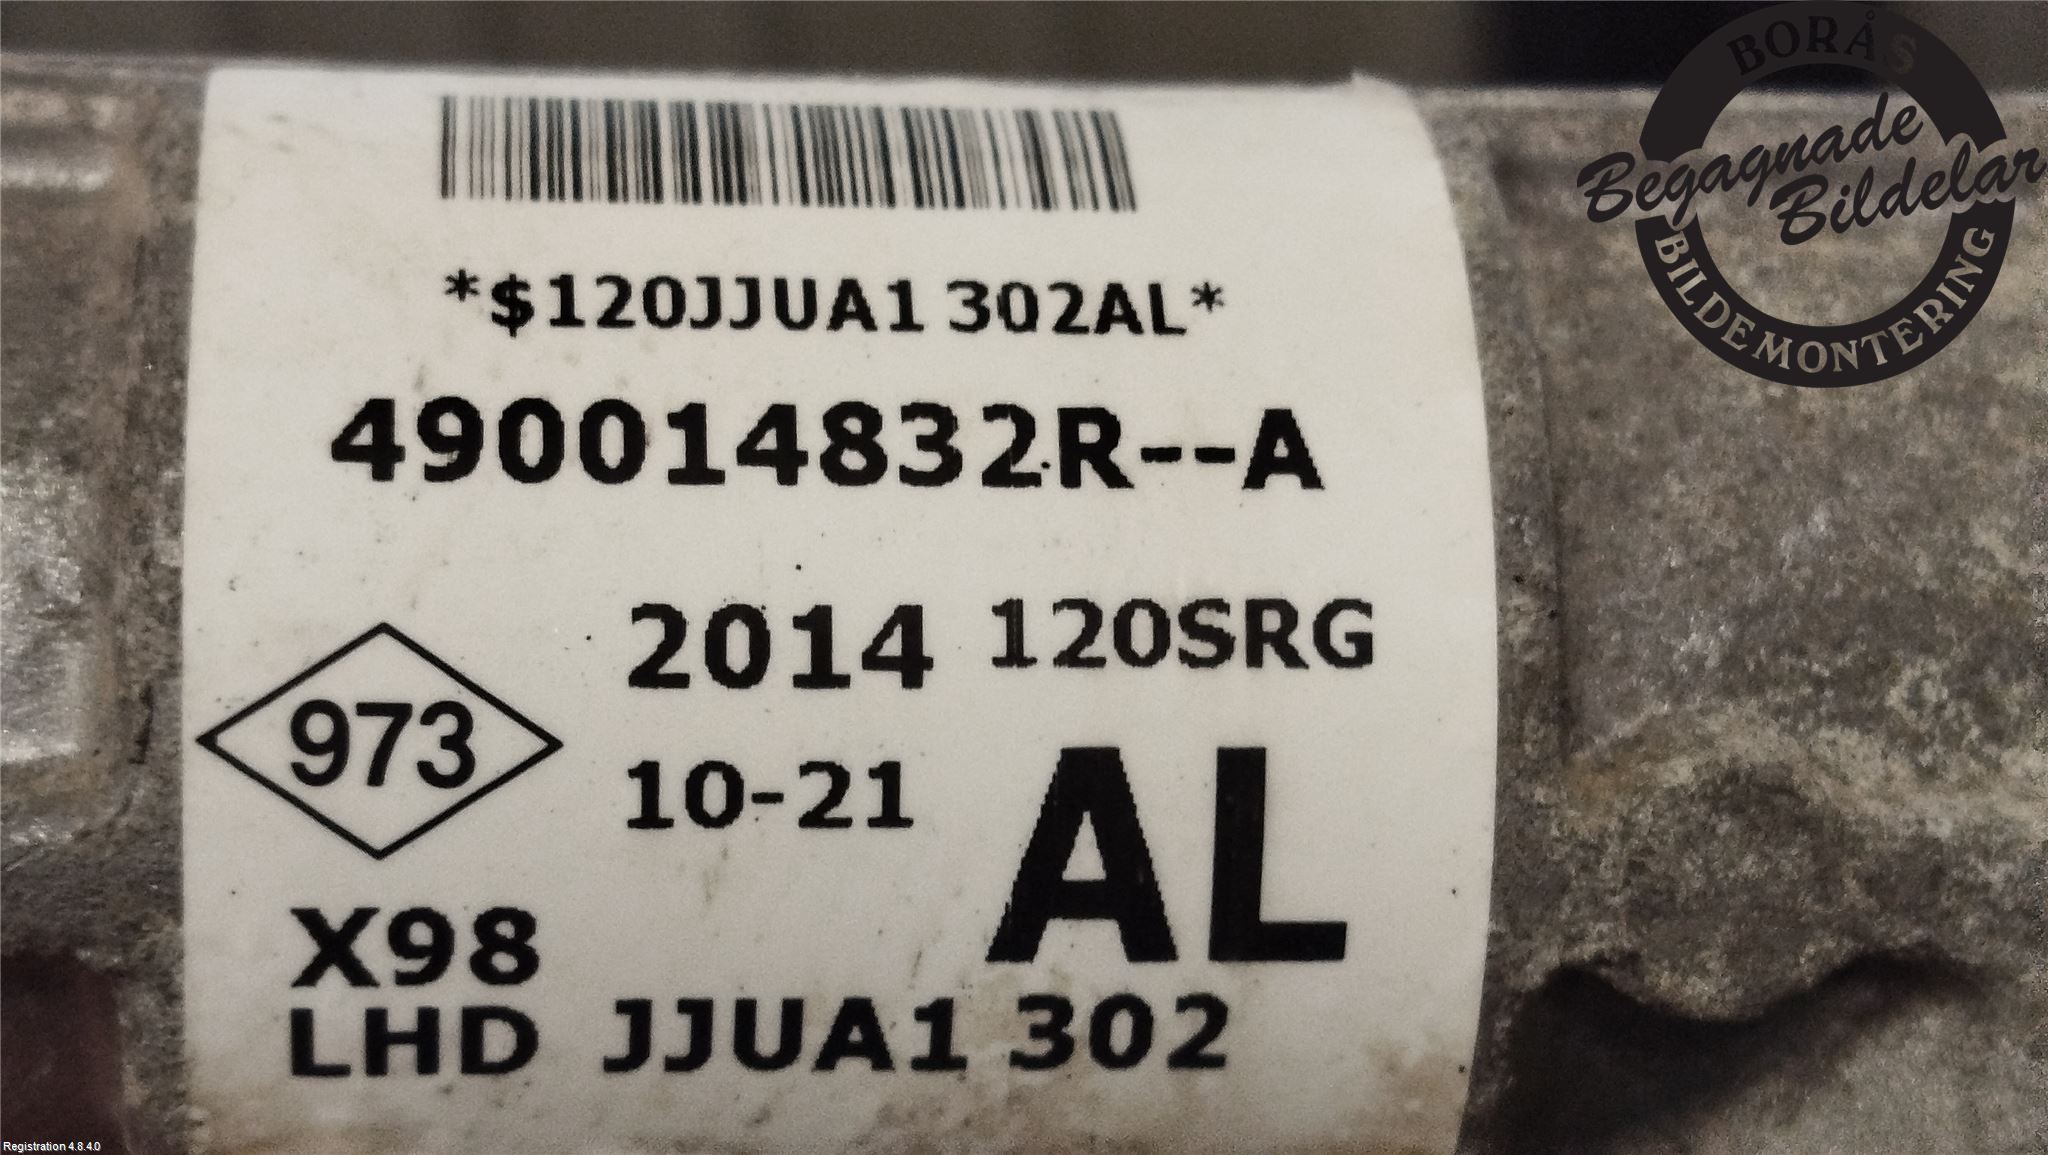 BORÅS
Begagnade
Bildelar
BILDEMONTERING
*$120JJUA1 302AL*
490014832R--A
2014 120SRG
973
10-21
AL
X98
LHD JJUA1 302
Registration 4.8.4.0